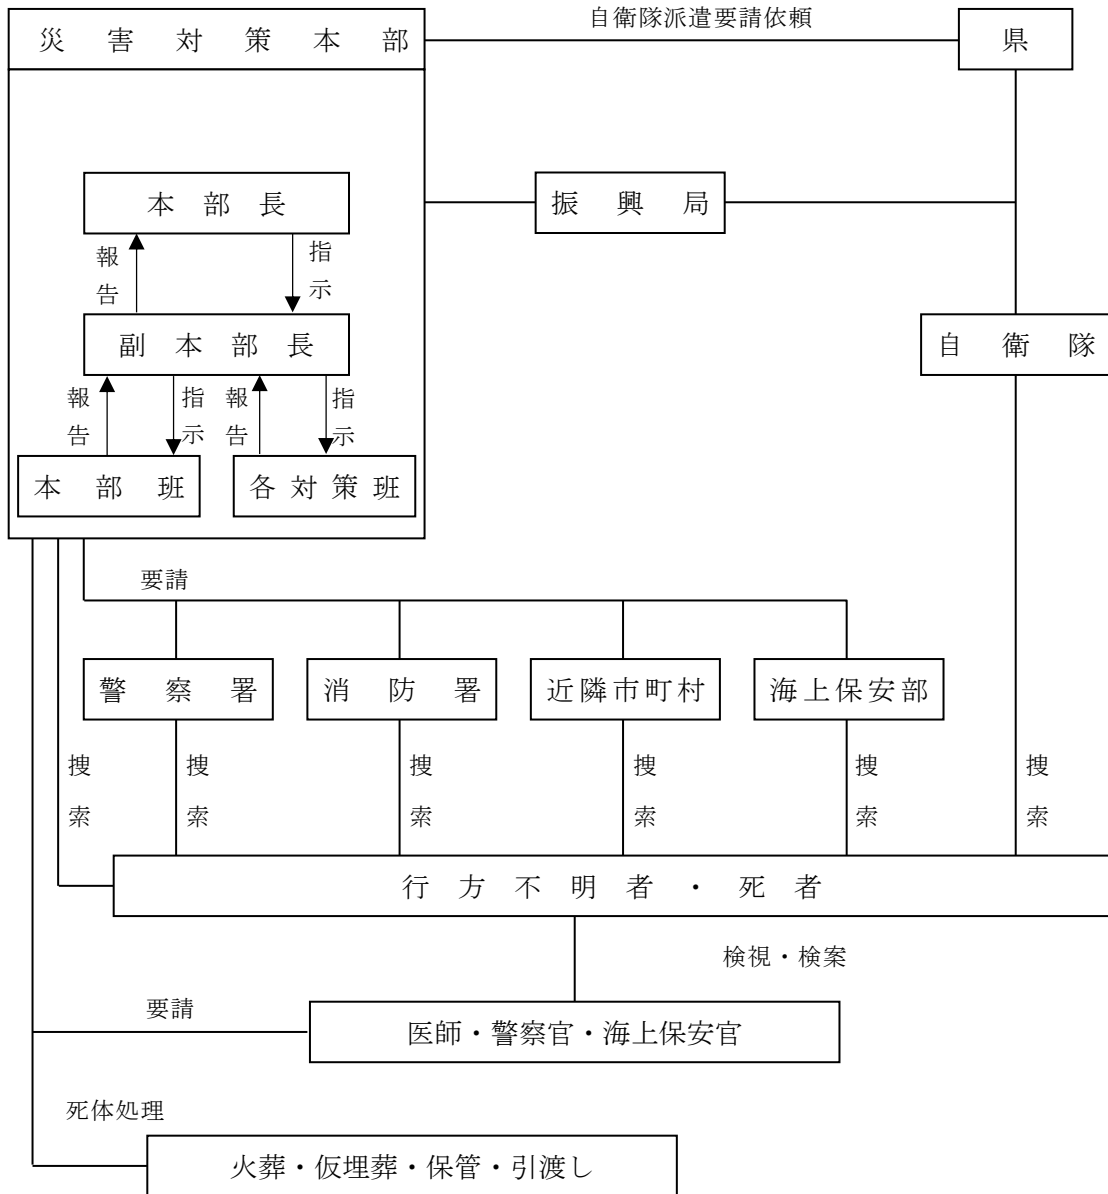 自衛隊派遣要請依頼
災害対策本部
県
本部長
振興局
報告
指示
副本部長
自衛隊
報告
指示
報告
指示
本部班
各対策班
要請
警察署
消防署
近隣市町村
海上保安部
捜索
捜索
捜索
捜索
捜索
捜索
行方不明者・死者
検視・検案
要請
医師・警察官・海上保安官
死体処理
火葬・仮埋葬・保管・引渡し